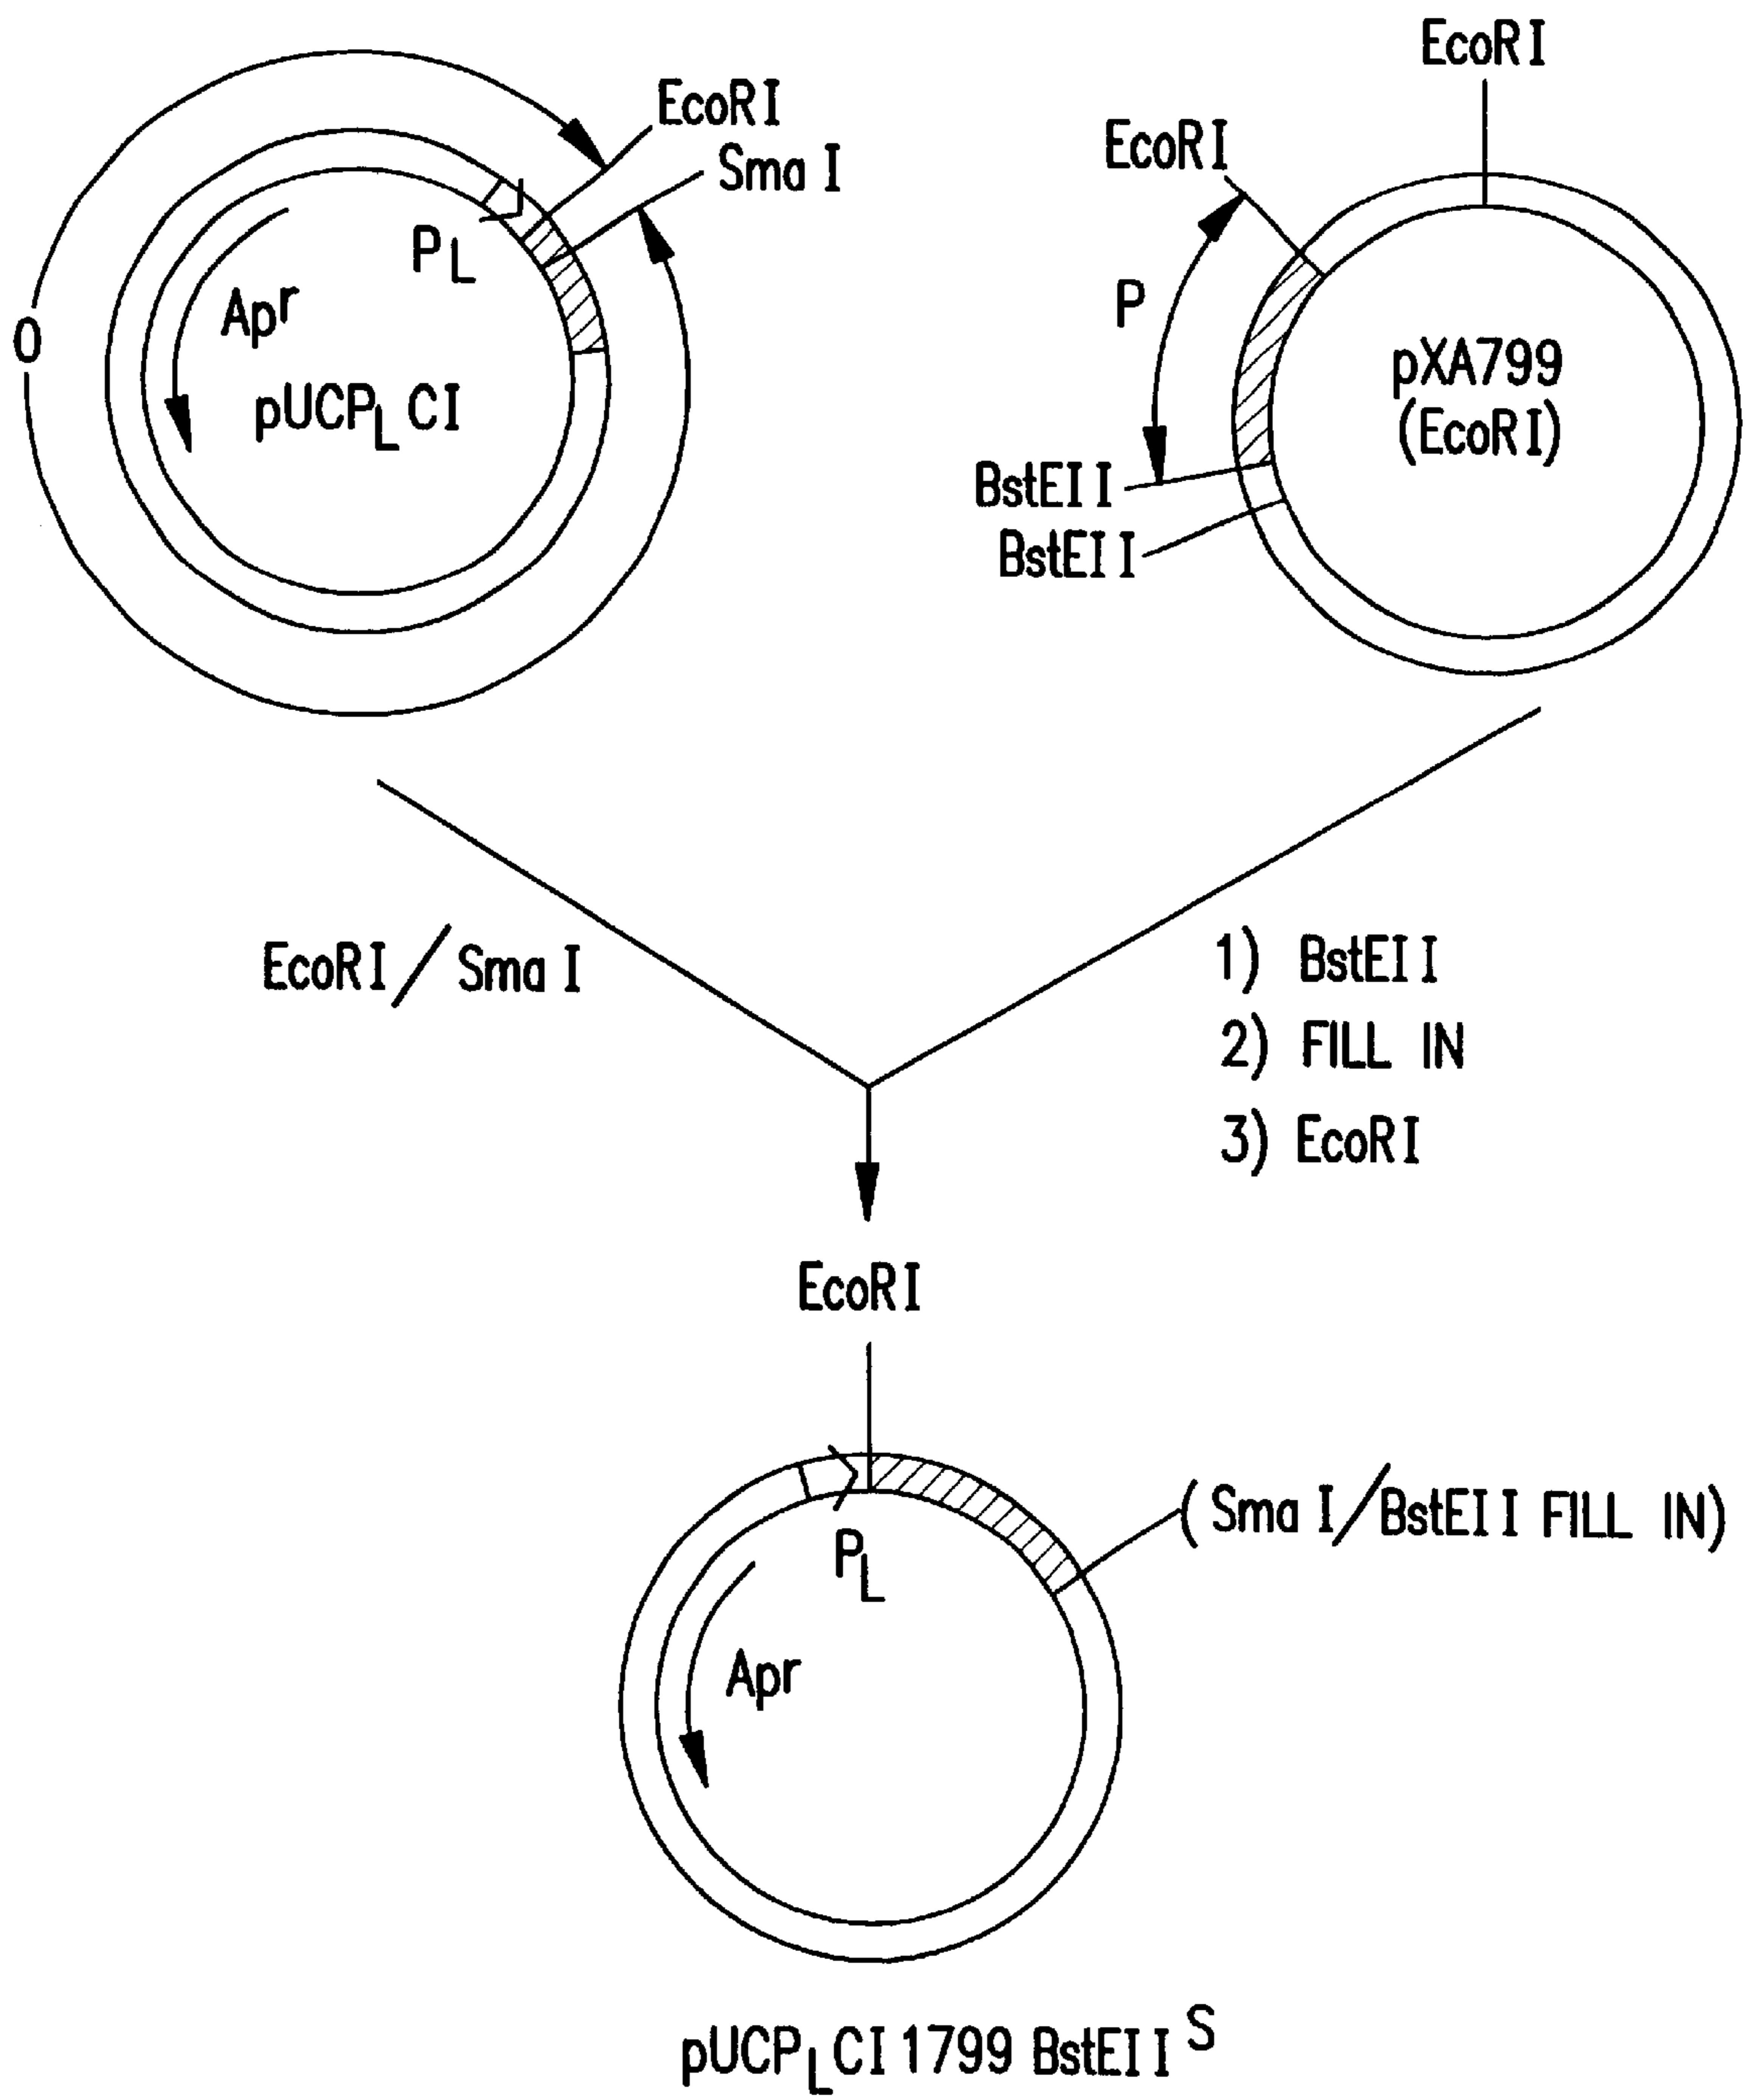 EcoRI
Sma I
PL
Apr
O
pUCPLCI
EcoRI
EcoRI
P
pXA799
(EcoRI)
BstEII
BstEII
EcoRI/Sma I
1) BstEII
2) FILL IN
3) EcoRI
EcoRI
(Sma I/BstEII FILL IN)
PL
Apr
pUCPLCI 1799 BstEII S